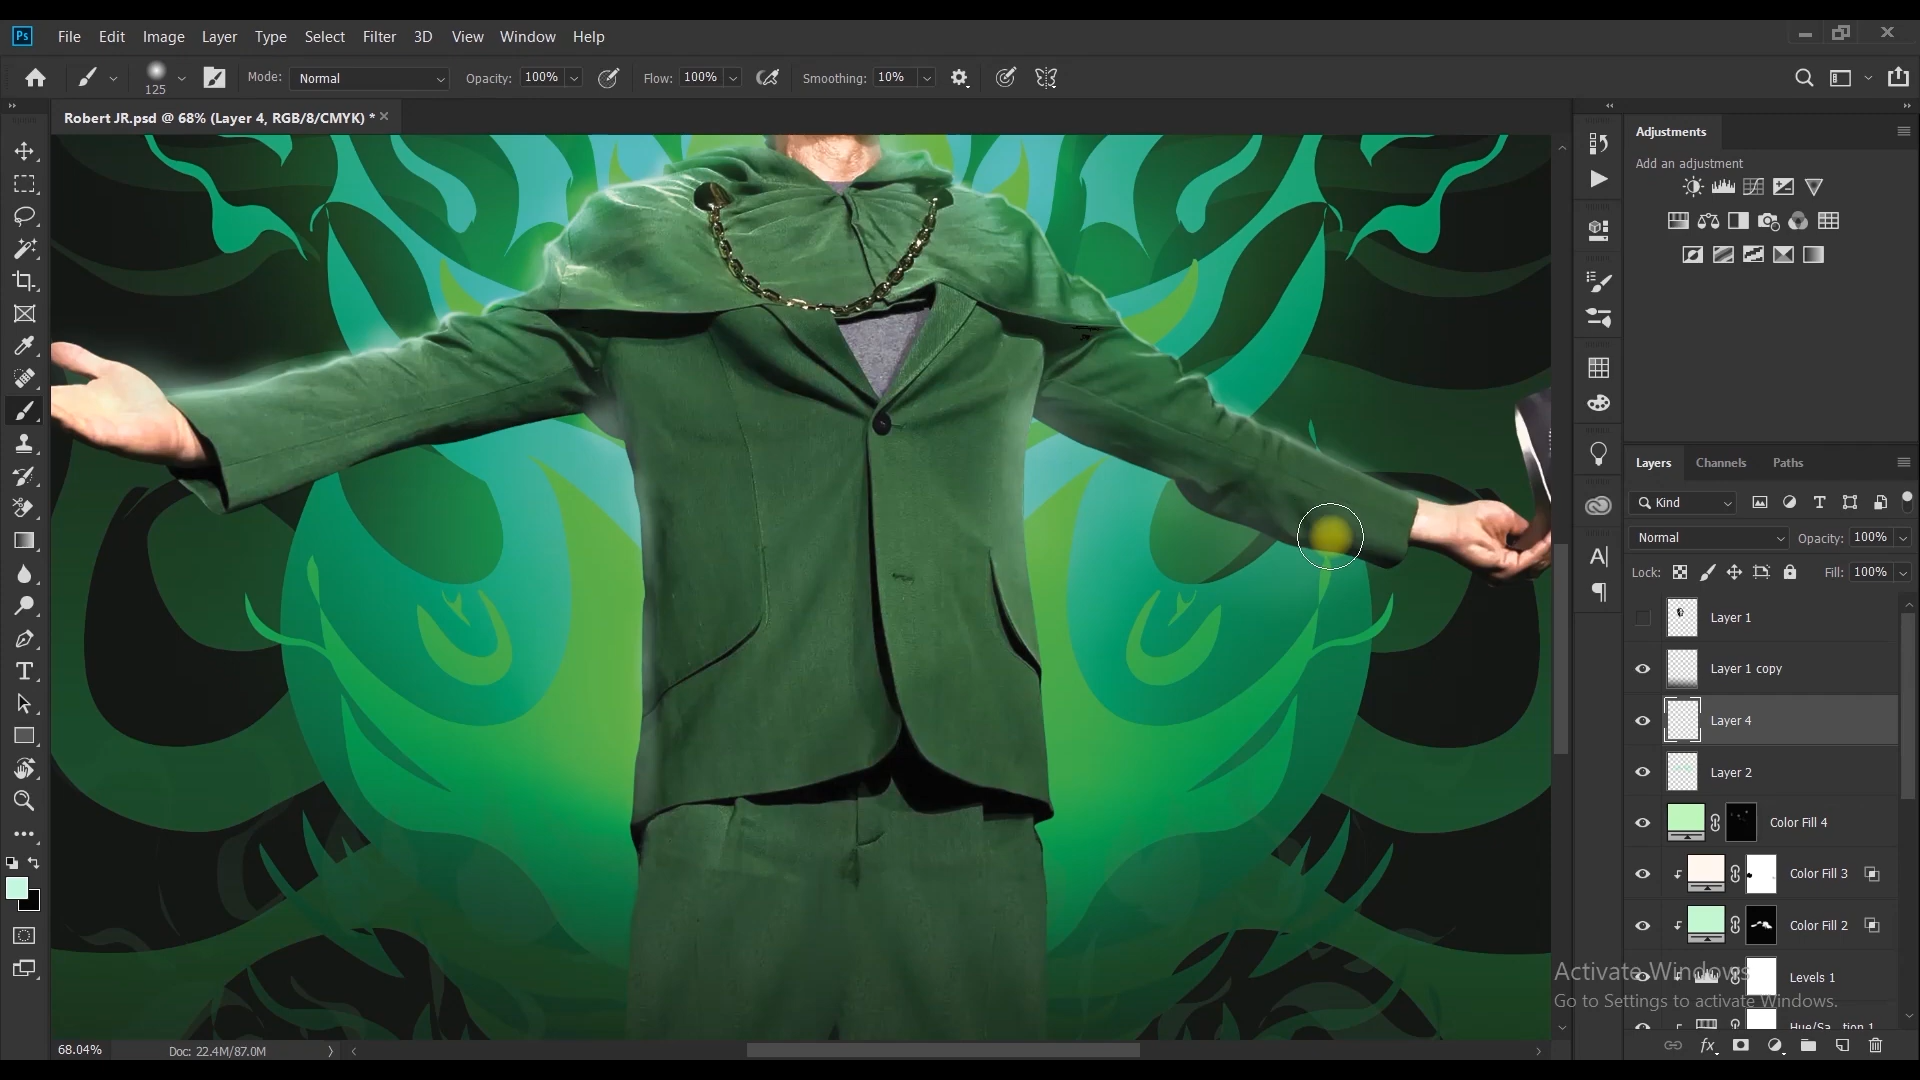 Ps File Edit Image Layer Type Select Filter 3D View Window Help
125 Mode: Normal Opacity: 100% Flow: 100% Smoothing: 10%
Robert JR.psd @ 68% (Layer 4, RGB/8/CMYK) *
Adjustments
Add an adjustment
Layers Channels Paths
Kind
Normal Opacity: 100%
Lock: Fill: 100%
Layer 1
Layer 1 copy
Layer 4
Layer 2
Color Fill 4
Color Fill 3
Color Fill 2
Levels 1
Hue/Sa...tion 1
Activate Windows
Go to Settings to activate Windows.
68.04% Doc: 22.4M/87.0M